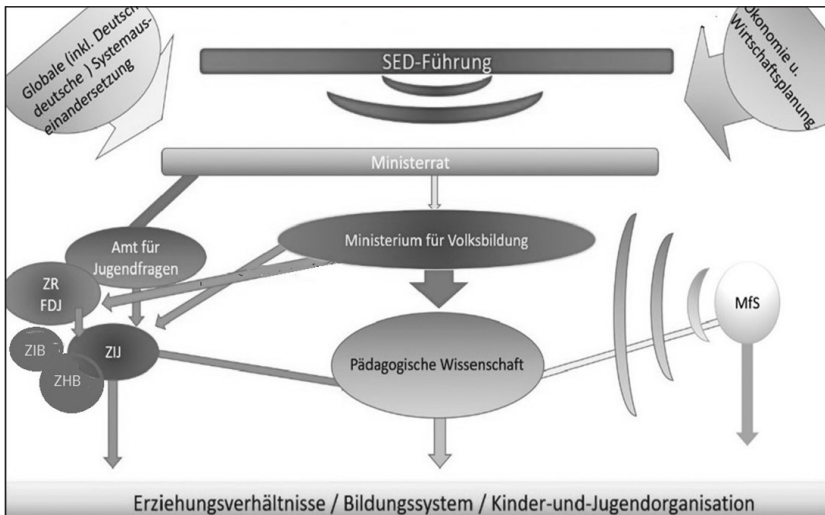 Globale (inkl. Deutsch-
deutsche ) Systemaus-
einandersetzung
SED-Führung
Ökonomie u.
Wirtschaftsplanung
Ministerrat
Amt für
Jugendfragen
Ministerium für Volksbildung
ZR
FDJ
MfS
ZIB
ZIJ
ZHB
Pädagogische Wissenschaft
Erziehungsverhältnisse / Bildungssystem / Kinder-und-Jugendorganisation